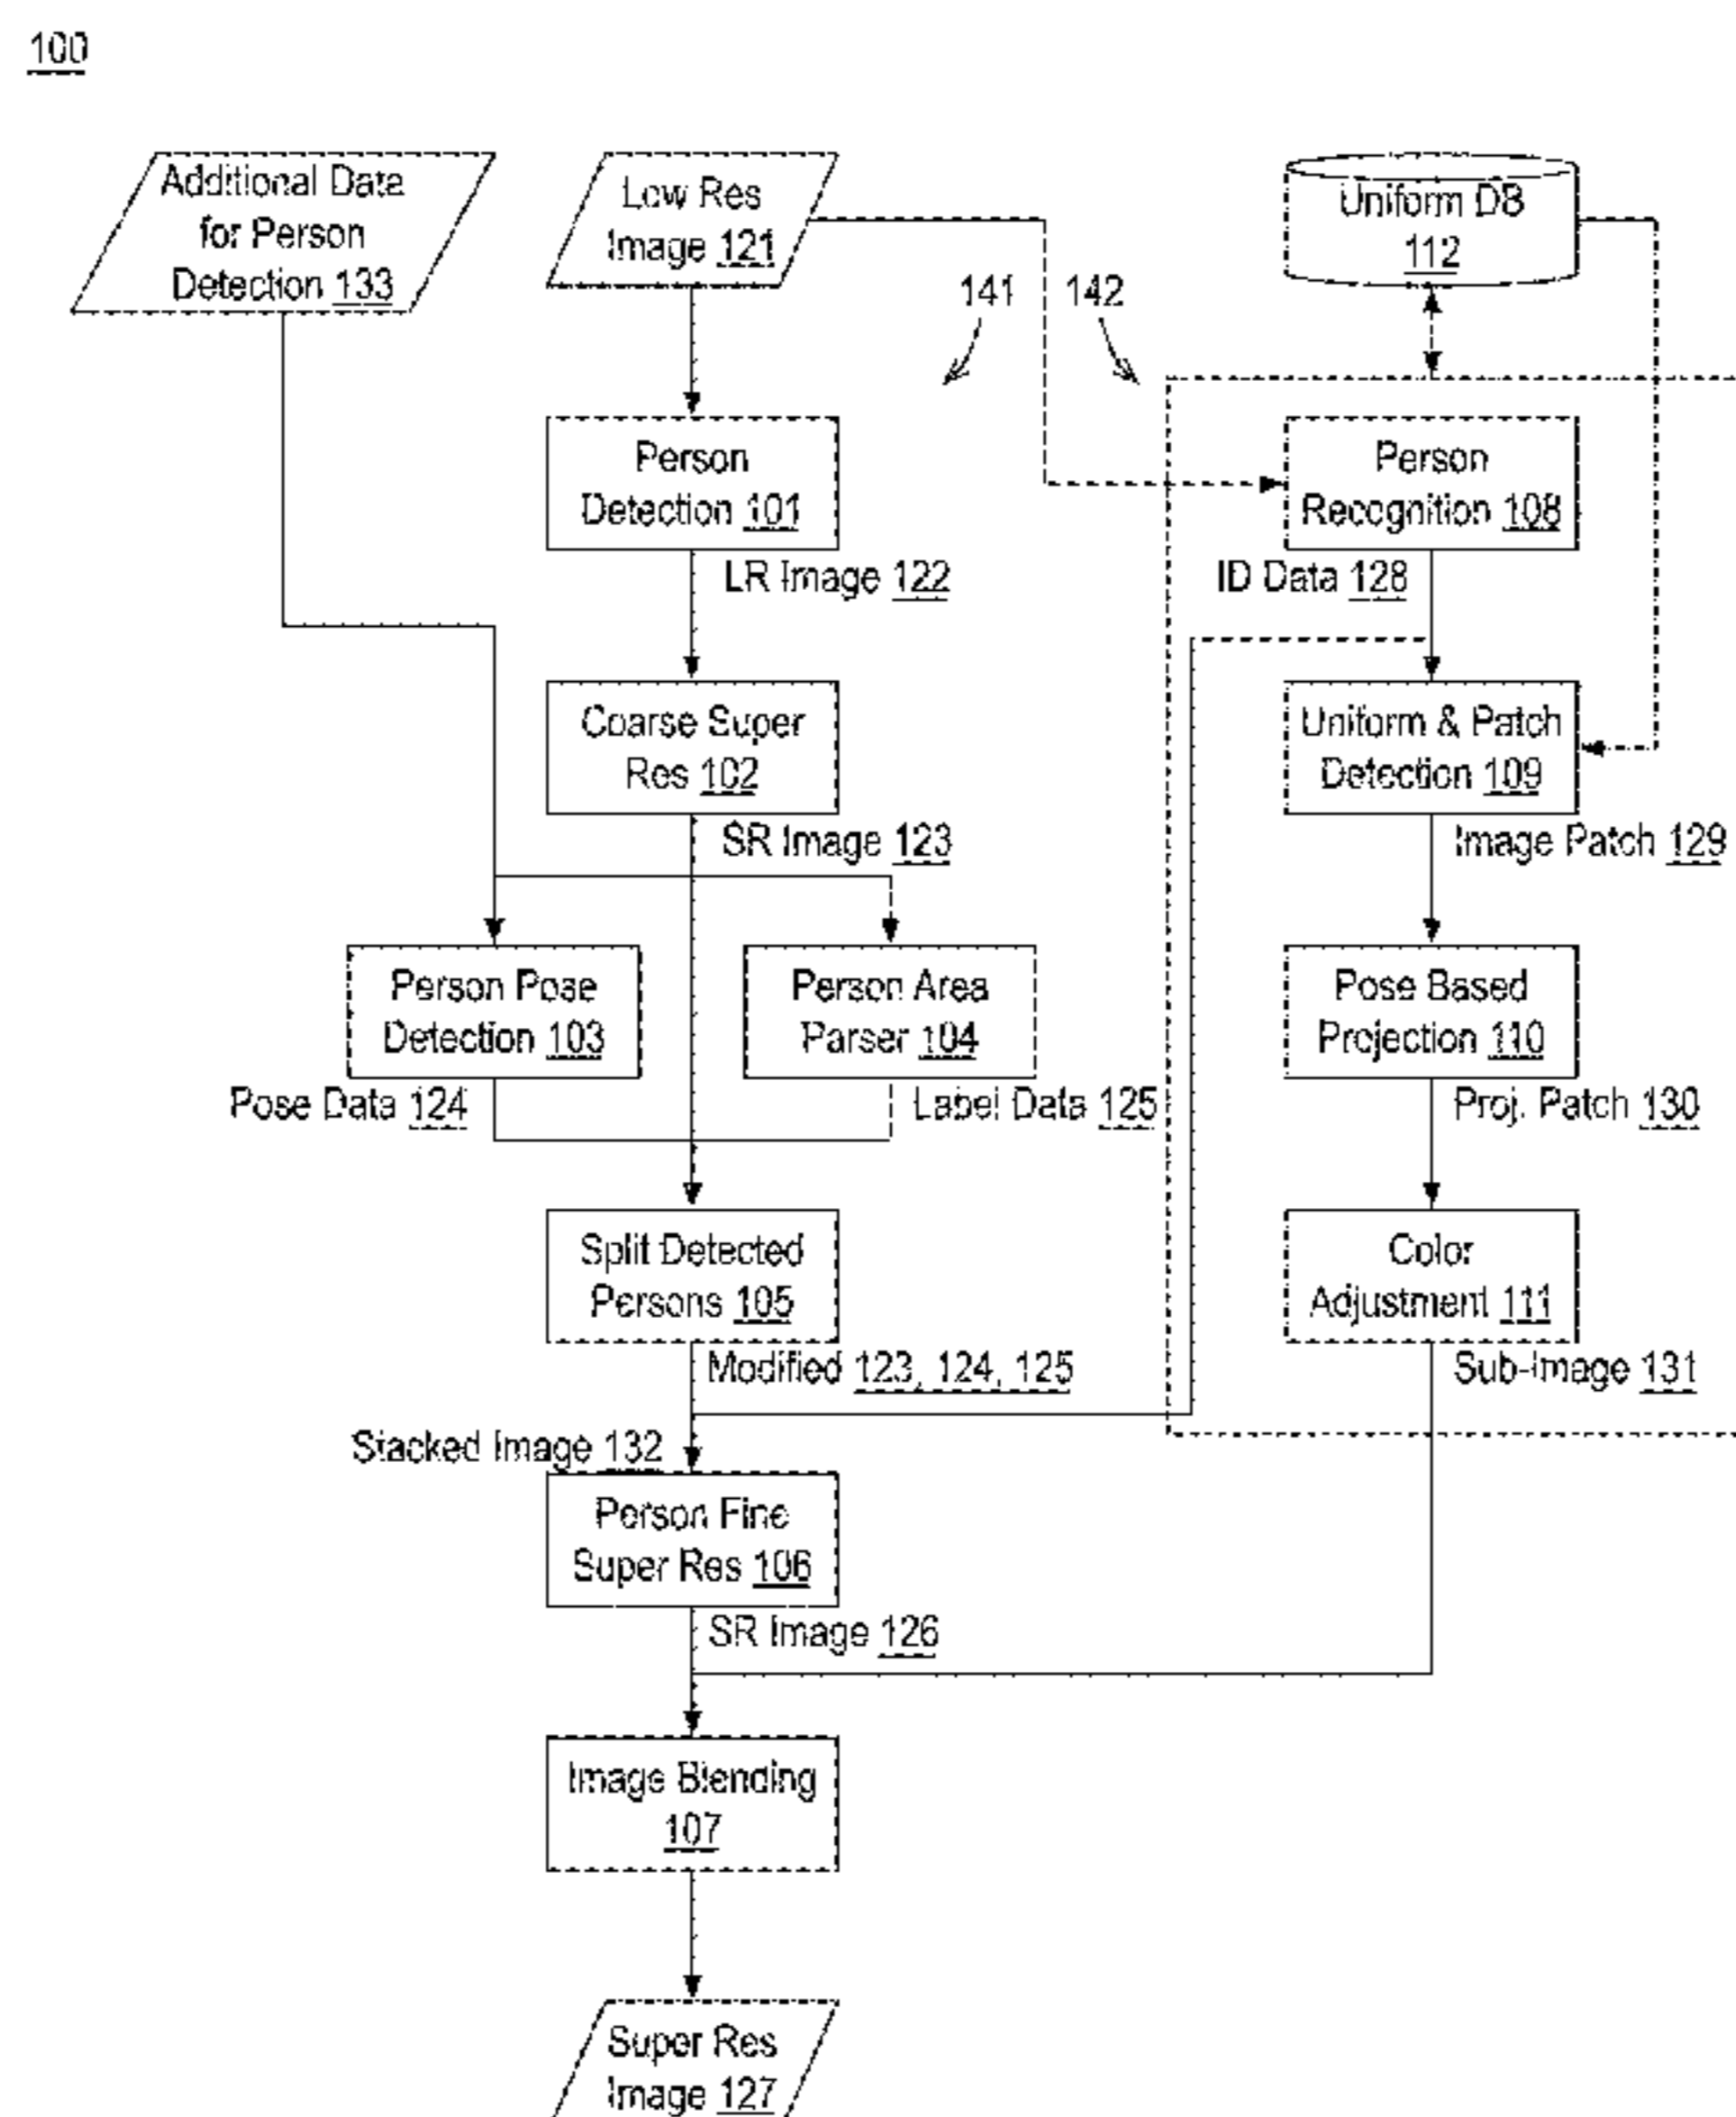 100
Additional Data
for Person
Detection 133
Low Res
Image 121
Uniform DB
112
141
142
Person
Detection 101
Person
Recognition 108
LR Image 122
ID Data 128
Coarse Super
Res 102
Uniform & Patch
Detection 109
SR Image 123
Image Patch 129
Person Pose
Detection 103
Person Area
Parser 104
Pose Based
Projection 110
Pose Data 124
Label Data 125
Proj. Patch 130
Split Detected
Persons 105
Color
Adjustment 111
Modified 123, 124, 125
Sub-Image 131
Stacked Image 132
Person Fine
Super Res 106
SR Image 126
Image Blending
107
Super Res
Image 127